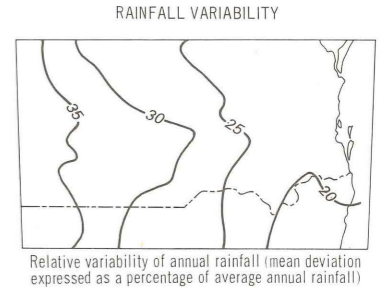 RAINFALL VARIABILITY
35
30
25
20
Relative variability of annual rainfall (mean deviation
expressed as a percentage of average annual rainfall)